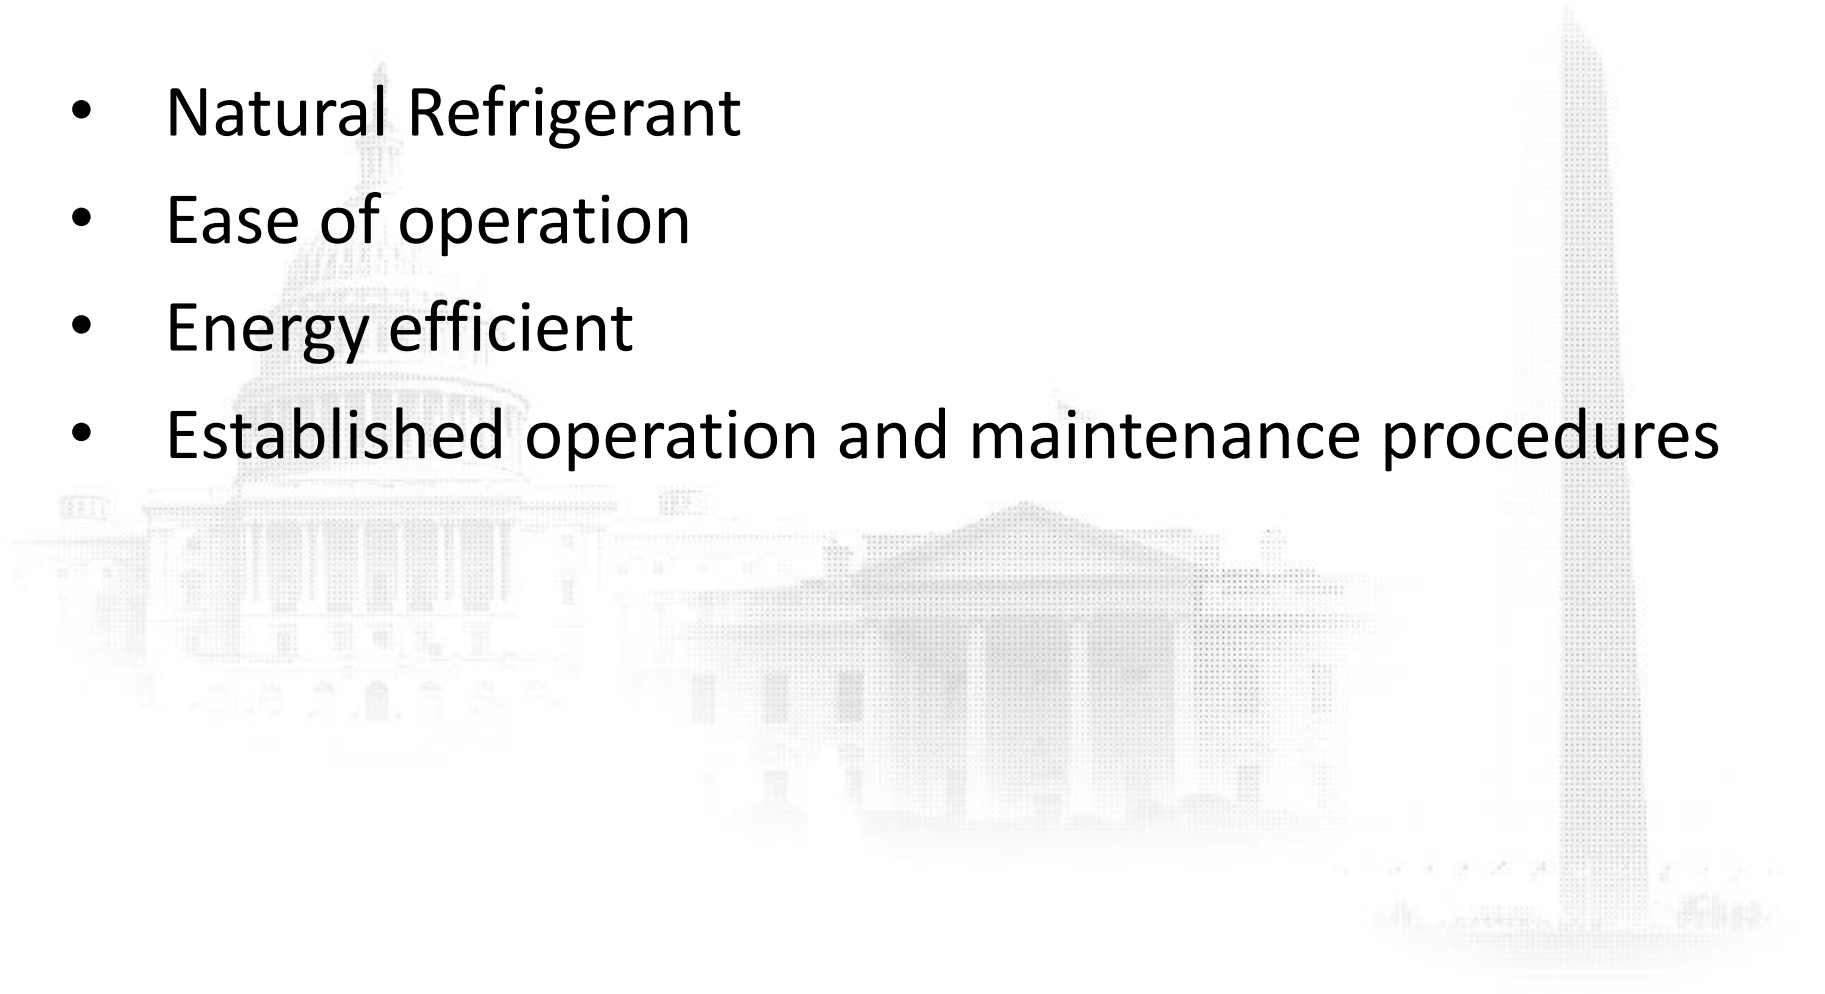 • Natural Refrigerant
• Ease of operation
• Energy efficient
• Established operation and maintenance procedures